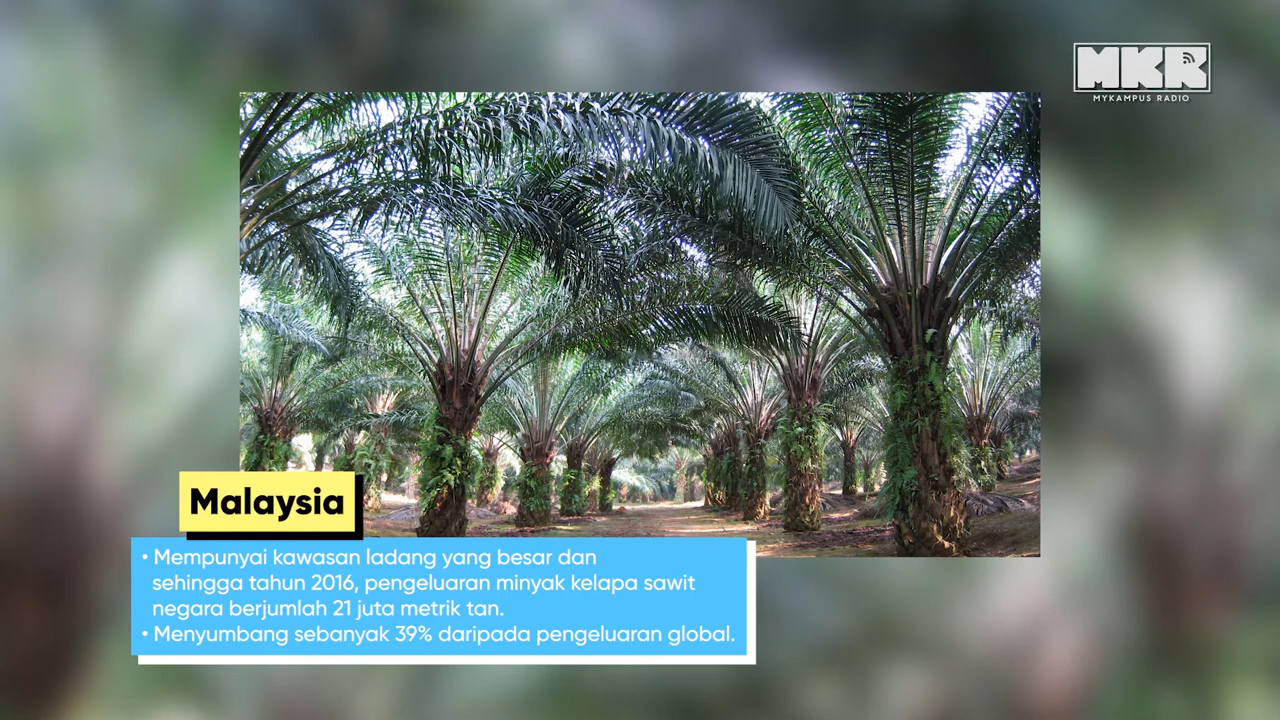 MKR
MYKAMPUS RADIO
Malaysia
• Mempunyai kawasan ladang yang besar dan
sehingga tahun 2016, pengeluaran minyak kelapa sawit
negara berjumlah 21 juta metrik tan.
• Menyumbang sebanyak 39% daripada pengeluaran global.